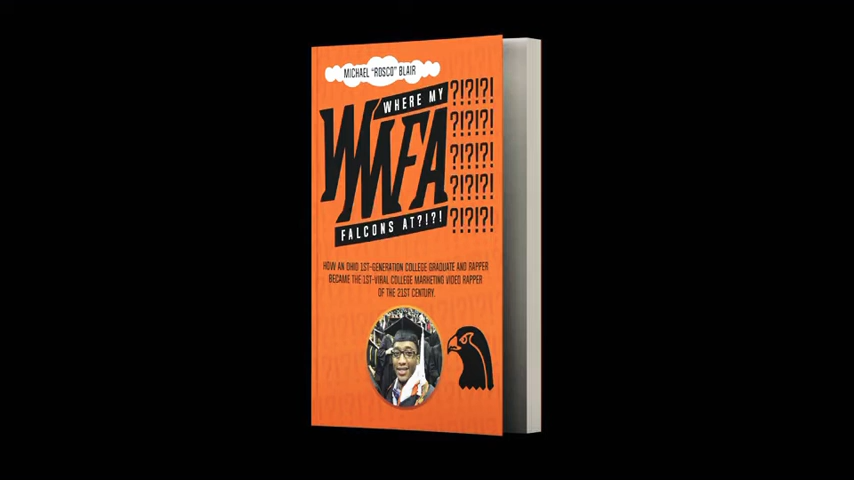 MICHAEL "ROSCO" BLAIR
WHERE MY
WMFA
FALCONS AT?!?!
?!?!?!
?!?!?!
?!?!?!
?!?!?!
?!?!?!
HOW AN OHIO 1ST-GENERATION COLLEGE GRADUATE AND RAPPER
BECAME THE 1ST-VIRAL COLLEGE MARKETING VIDEO RAPPER
OF THE 21ST CENTURY.